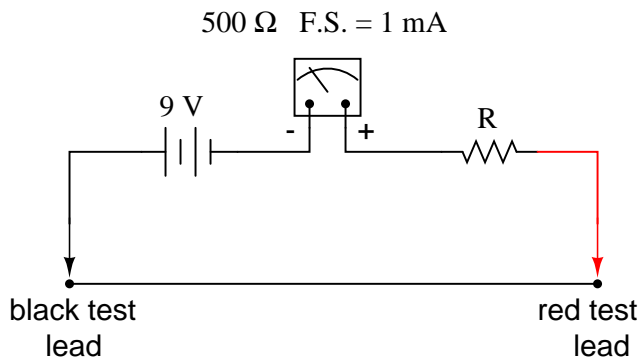 500 Ω F.S. = 1 mA
9 V
- +
R
black test
lead
red test
lead